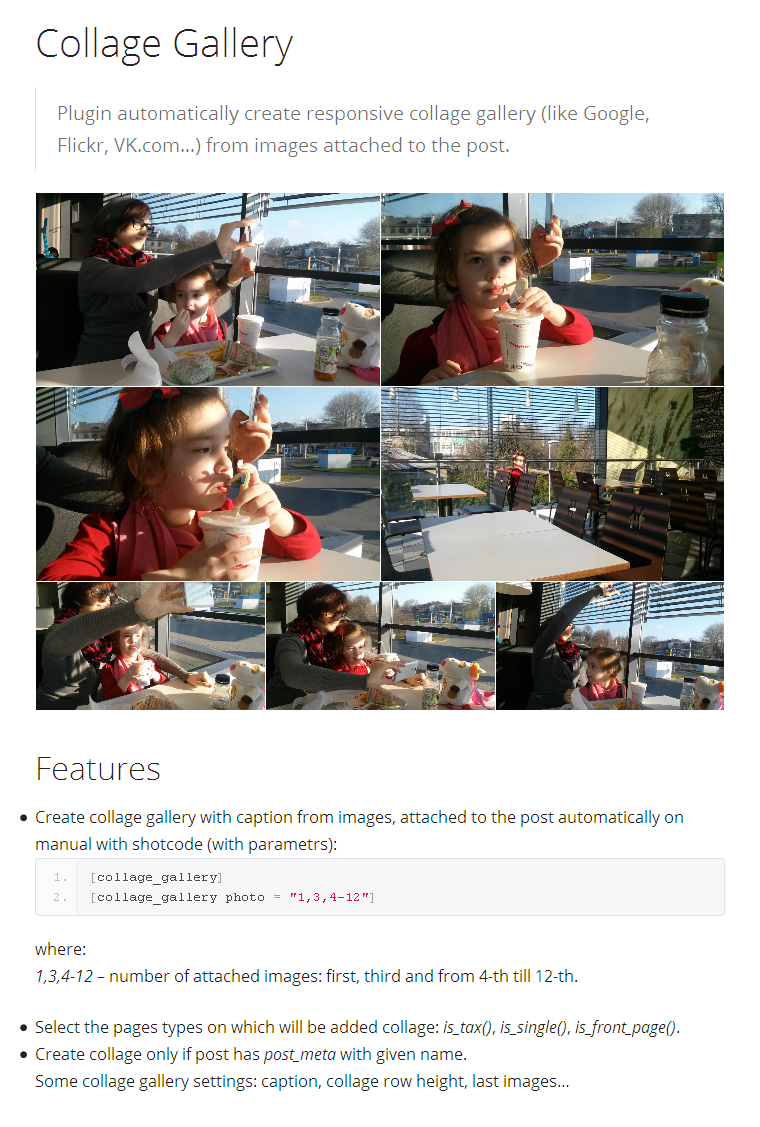 Collage Gallery
Plugin automatically create responsive collage gallery (like Google,
Flickr, VK.com...) from images attached to the post.
Features
Create collage gallery with caption from images, attached to the post automatically on
manual with shotcode (with parametrs):
1. [collage_gallery]
2. [collage_gallery photo = "1,3,4-12"]
where:
1,3,4-12 – number of attached images: first, third and from 4-th till 12-th.
Select the pages types on which will be added collage: is_tax(), is_single(), is_front_page().
Create collage only if post has post_meta with given name.
Some collage gallery settings: caption, collage row height, last images...